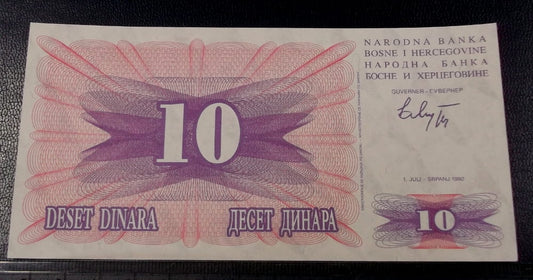 NARODNA BANKA
BOSNE I HERCEGOVINE
НАРОДНА БАНКА
БОСНЕ И ХЕРЦЕГОВИНЕ
GUVERNER - ГУВЕРНЕР
1. JULI - SRPANJ 1992
10
DESET DINARA
ДЕСЕТ ДИНАРА
10